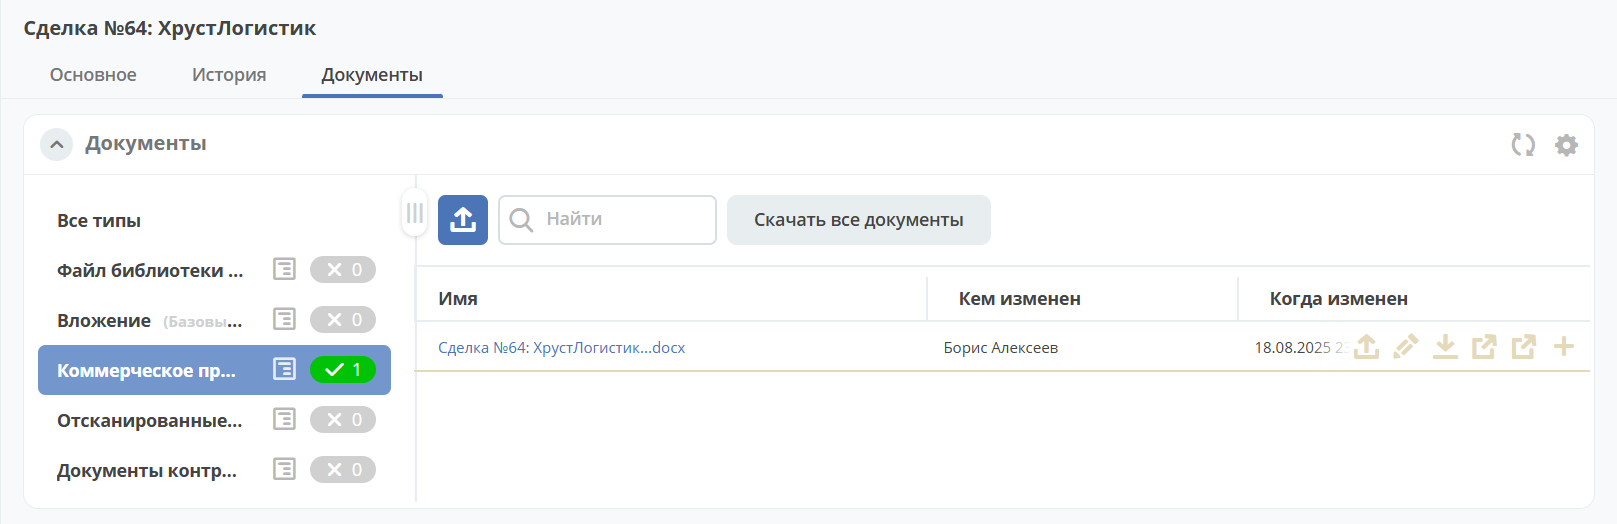 Сделка №64: ХрустЛогистик
Основное История Документы
Документы
Все типы
Файл библиотеки ... 0
Вложение (Базовы... 0
Коммерческое пр... 1
Отсканированные... 0
Документы контр... 0
Найти Скачать все документы
Имя Кем изменен Когда изменен
Сделка №64: ХрустЛогистик...docx Борис Алексеев 18.08.2025